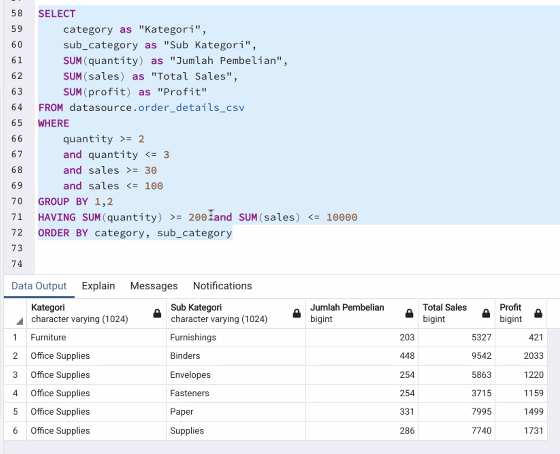 58 SELECT
59 category as "Kategori",
60 sub_category as "Sub Kategori",
61 SUM(quantity) as "Jumlah Pembelian",
62 SUM(sales) as "Total Sales",
63 SUM(profit) as "Profit"
64 FROM datasource.order_details_csv
65 WHERE
66 quantity >= 2
67 and quantity <= 3
68 and sales >= 30
69 and sales <= 100
70 GROUP BY 1,2
71 HAVING SUM(quantity) >= 200 and SUM(sales) <= 10000
72 ORDER BY category, sub_category
73
74
Data Output Explain Messages Notifications
Kategori Sub Kategori Jumlah Pembelian Total Sales Profit
character varying (1024) character varying (1024) bigint bigint bigint
1 Furniture Furnishings 203 5327 421
2 Office Supplies Binders 448 9542 2033
3 Office Supplies Envelopes 254 5863 1220
4 Office Supplies Fasteners 254 3715 1159
5 Office Supplies Paper 331 7995 1499
6 Office Supplies Supplies 286 7740 1731